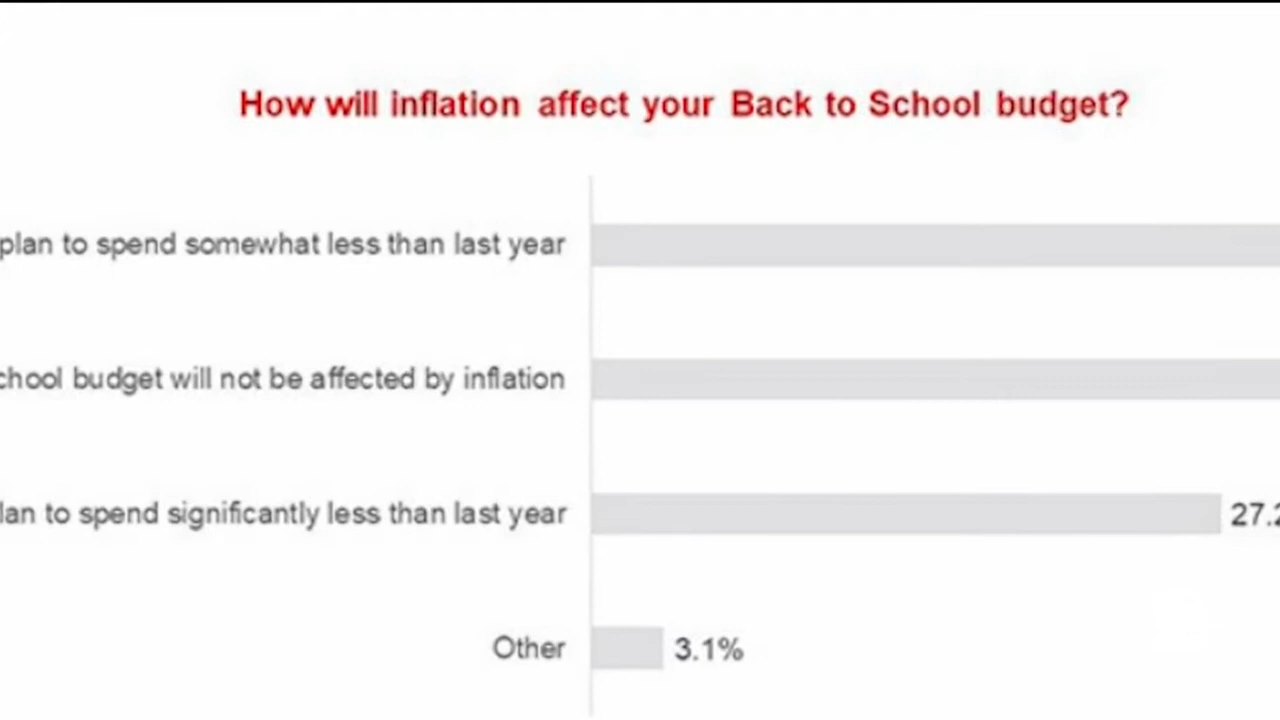 How will inflation affect your Back to School budget?
plan to spend somewhat less than last year
chool budget will not be affected by inflation
lan to spend significantly less than last year
27.2
Other
3.1%